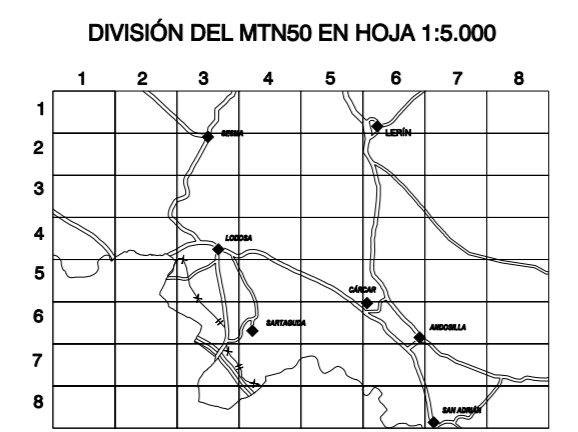 DIVISIÓN DEL MTN50 EN HOJA 1:5.000
1 2 3 4 5 6 7 8
1
LERÍN
SESMA
2
3
4
LODOSA
5
CÁRCAR
6
SARTAGUDA
ANDOSILLA
7
8
SAN ADRIÁN